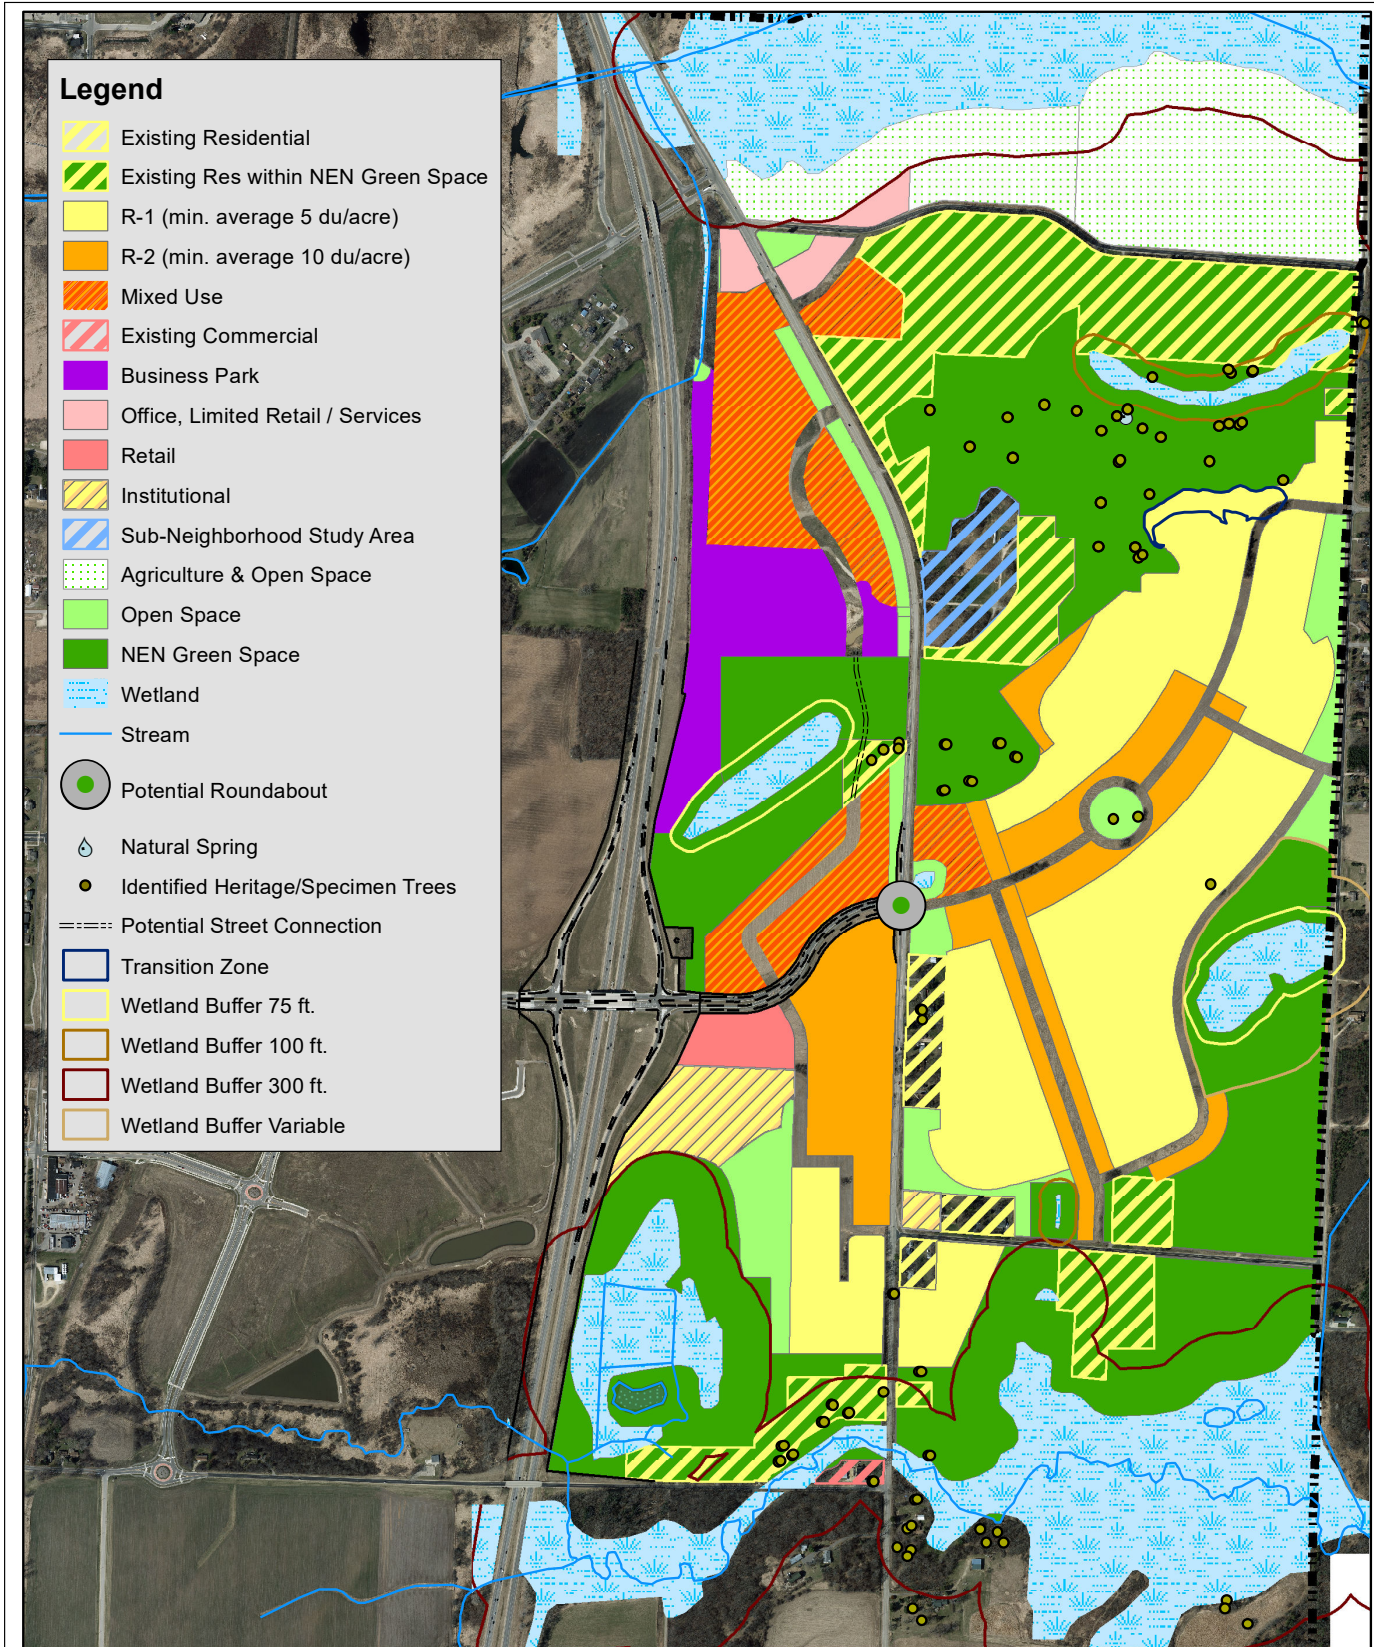 Legend
Existing Residential
Existing Res within NEN Green Space
R-1 (min. average 5 du/acre)
R-2 (min. average 10 du/acre)
Mixed Use
Existing Commercial
Business Park
Office, Limited Retail / Services
Retail
Institutional
Sub-Neighborhood Study Area
Agriculture & Open Space
Open Space
NEN Green Space
Wetland
Stream
Potential Roundabout
Natural Spring
Identified Heritage/Specimen Trees
Potential Street Connection
Transition Zone
Wetland Buffer 75 ft.
Wetland Buffer 100 ft.
Wetland Buffer 300 ft.
Wetland Buffer Variable